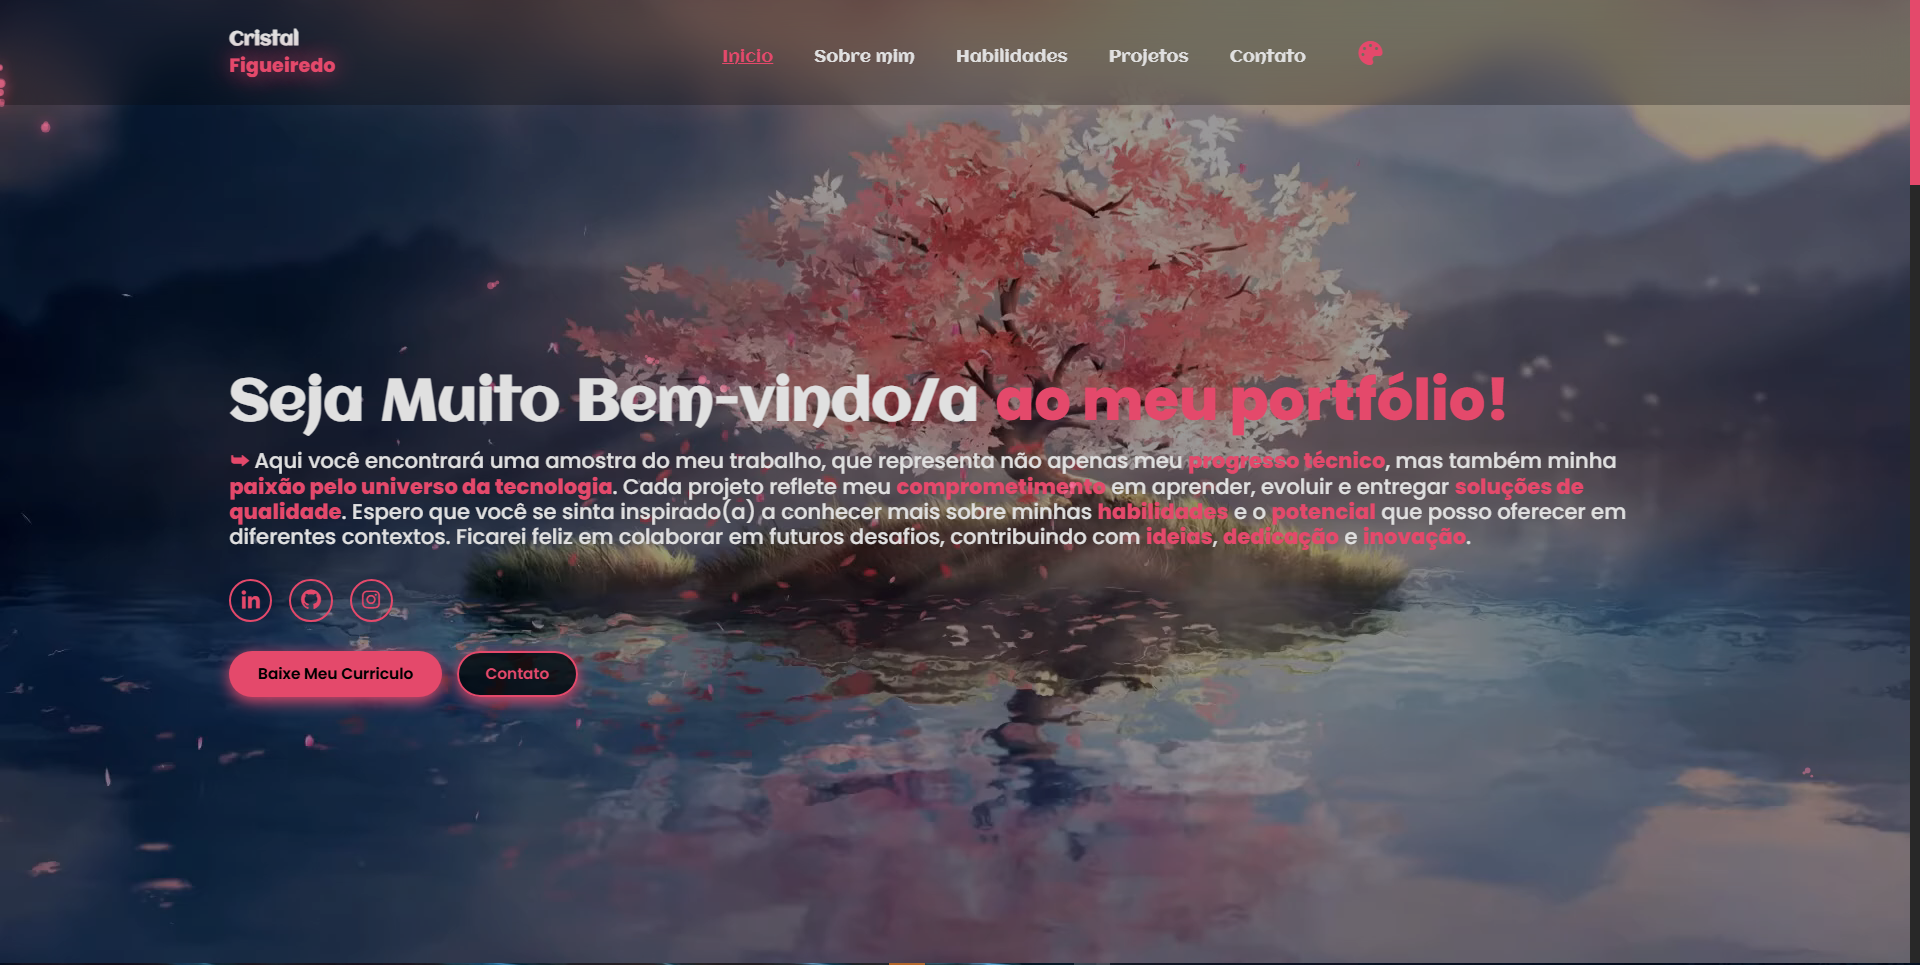 Cristal
Figueiredo
Inicio
Sobre mim
Habilidades
Projetos
Contato
Seja Muito Bem-vindo/a ao meu portfólio!
Aqui você encontrará uma amostra do meu trabalho, que representa não apenas meu progresso técnico, mas também minha
paixão pelo universo da tecnologia. Cada projeto reflete meu comprometimento em aprender, evoluir e entregar soluções de
qualidade. Espero que você se sinta inspirado(a) a conhecer mais sobre minhas habilidades e o potencial que posso oferecer em
diferentes contextos. Ficarei feliz em colaborar em futuros desafios, contribuindo com ideias, dedicação e inovação.
in
Baixe Meu Curriculo
Contato